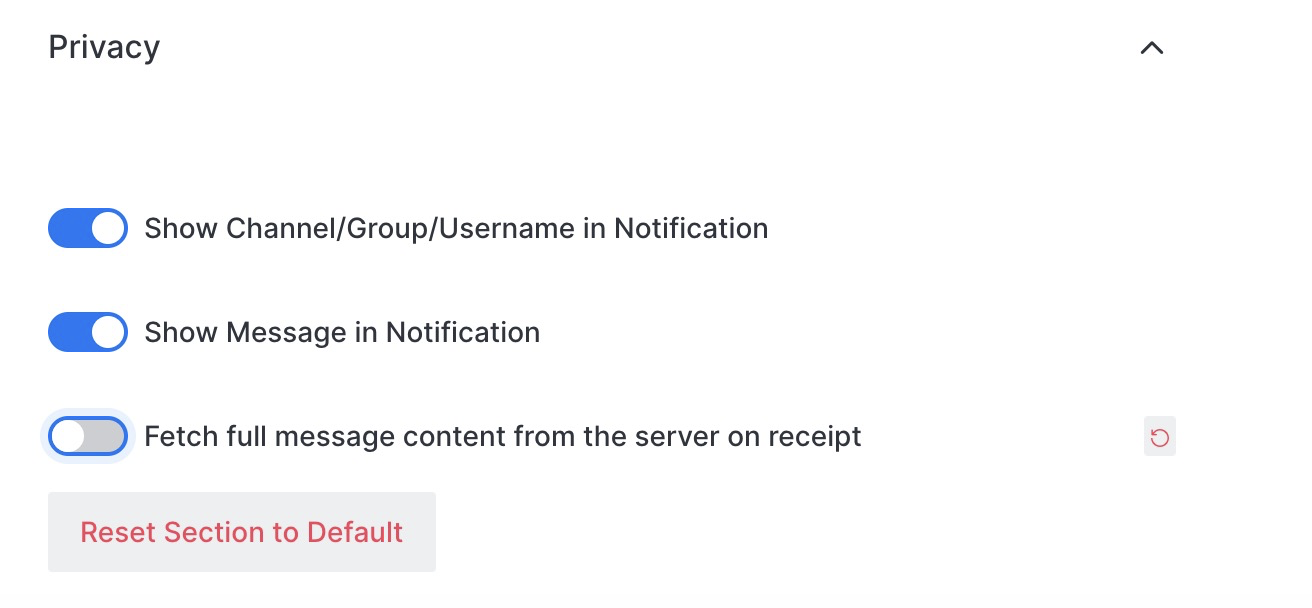 Privacy
Show Channel/Group/Username in Notification
Show Message in Notification
Fetch full message content from the server on receipt
Reset Section to Default